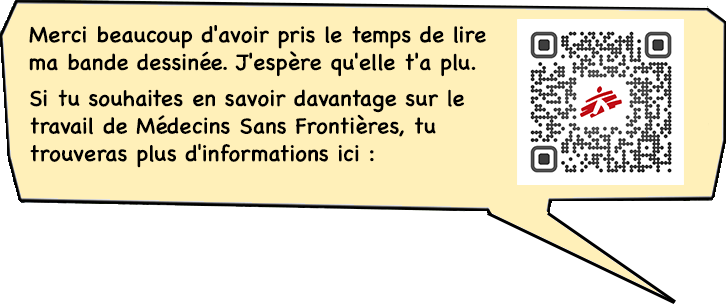 Merci beaucoup d'avoir pris le temps de lire
ma bande dessinée. J'espère qu'elle t'a plu.
Si tu souhaites en savoir davantage sur le
travail de Médecins Sans Frontières, tu
trouveras plus d'informations ici :